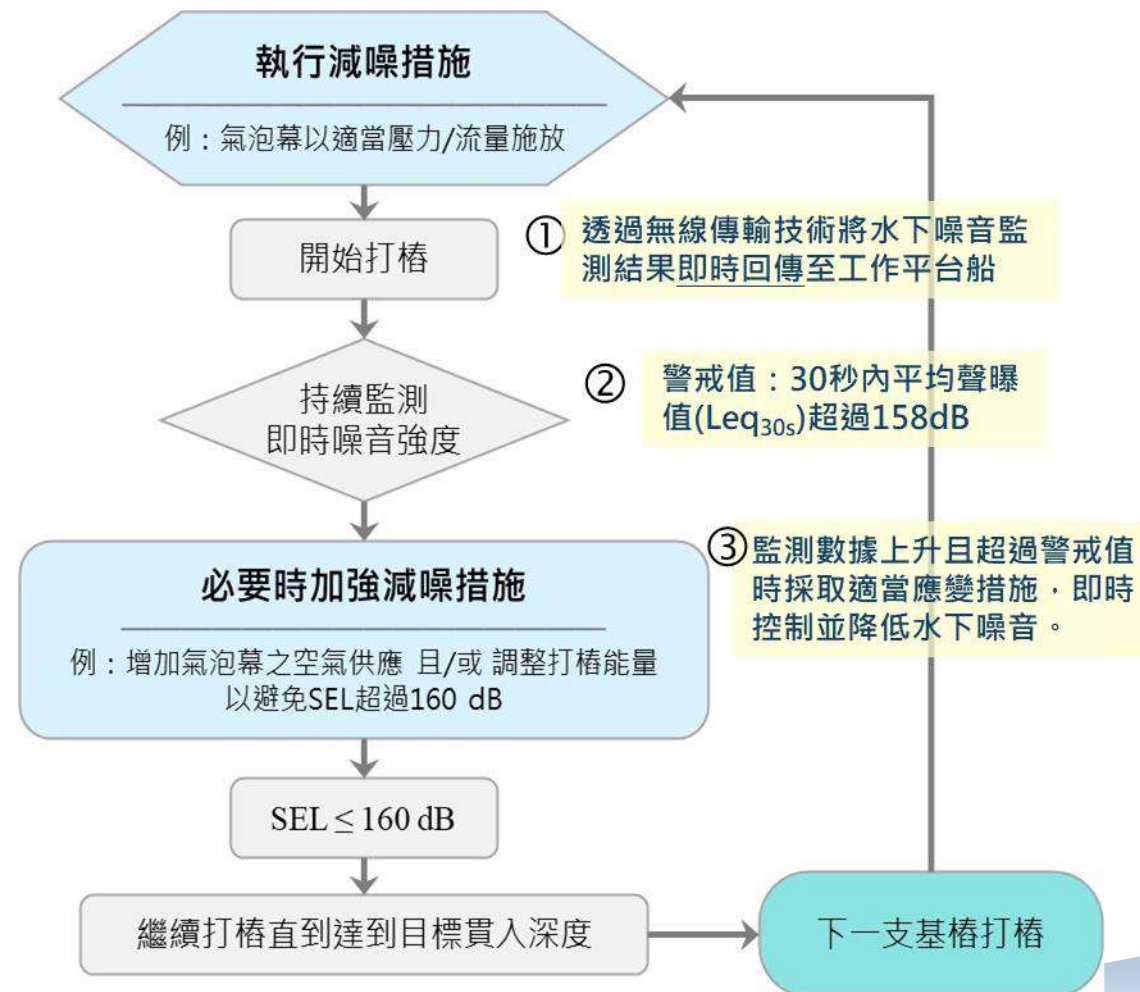 執行減噪措施
例：氣泡幕以適當壓力/流量施放
開始打樁
① 透過無線傳輸技術將水下噪音監
測結果即時回傳至工作平台船
持續監測
即時噪音強度
② 警戒值：30秒內平均聲曝
值(Leq30s)超過158dB
必要時加強減噪措施
例：增加氣泡幕之空氣供應 且/或 調整打樁能量
以避免SEL超過160 dB
③ 監測數據上升且超過警戒值
時採取適當應變措施，即時
控制並降低水下噪音。
SEL ≤ 160 dB
繼續打樁直到達到目標貫入深度
下一支基樁打樁